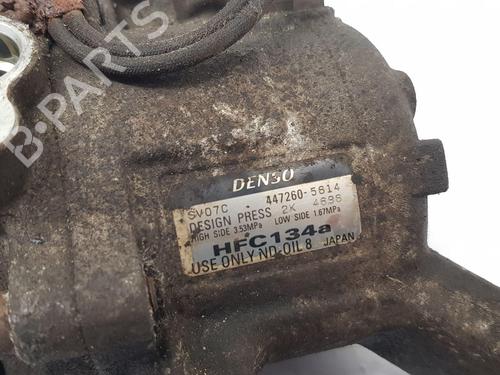 B-PARTS
DENSO
SV07C 447260-5614
DESIGN PRESS 2K 4686
HIGH SIDE 3.53MPa LOW SIDE 1.67MPa
HFC134a
USE ONLY ND-OIL 8 JAPAN